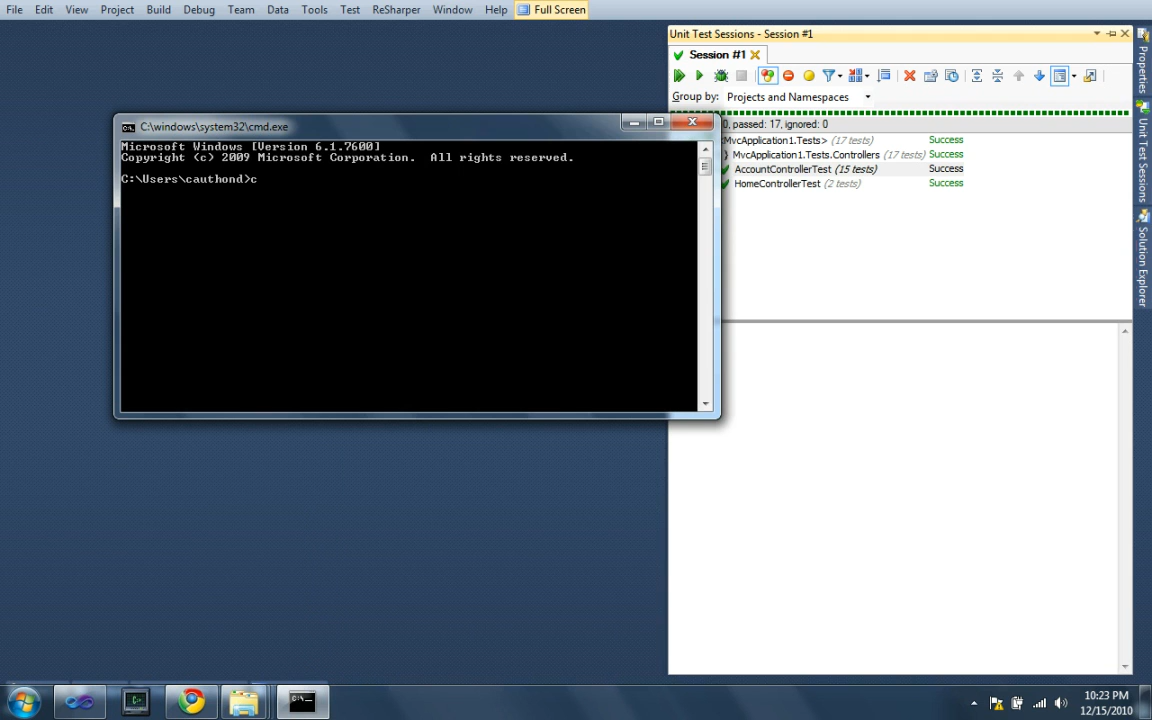 File Edit View Project Build Debug Team Data Tools Test ReSharper Window Help Full Screen
Unit Test Sessions - Session #1
Session #1
Group by: Projects and Namespaces
0, passed: 17, ignored: 0
MvcApplication1.Tests> (17 tests) Success
MvcApplication1.Tests.Controllers (17 tests) Success
AccountControllerTest (15 tests) Success
HomeControllerTest (2 tests) Success
Properties
Unit Test Sessions
Solution Explorer
C:\windows\system32\cmd.exe
Microsoft Windows [Version 6.1.7600]
Copyright (c) 2009 Microsoft Corporation. All rights reserved.
C:\Users\cauthond>c
10:23 PM
12/15/2010